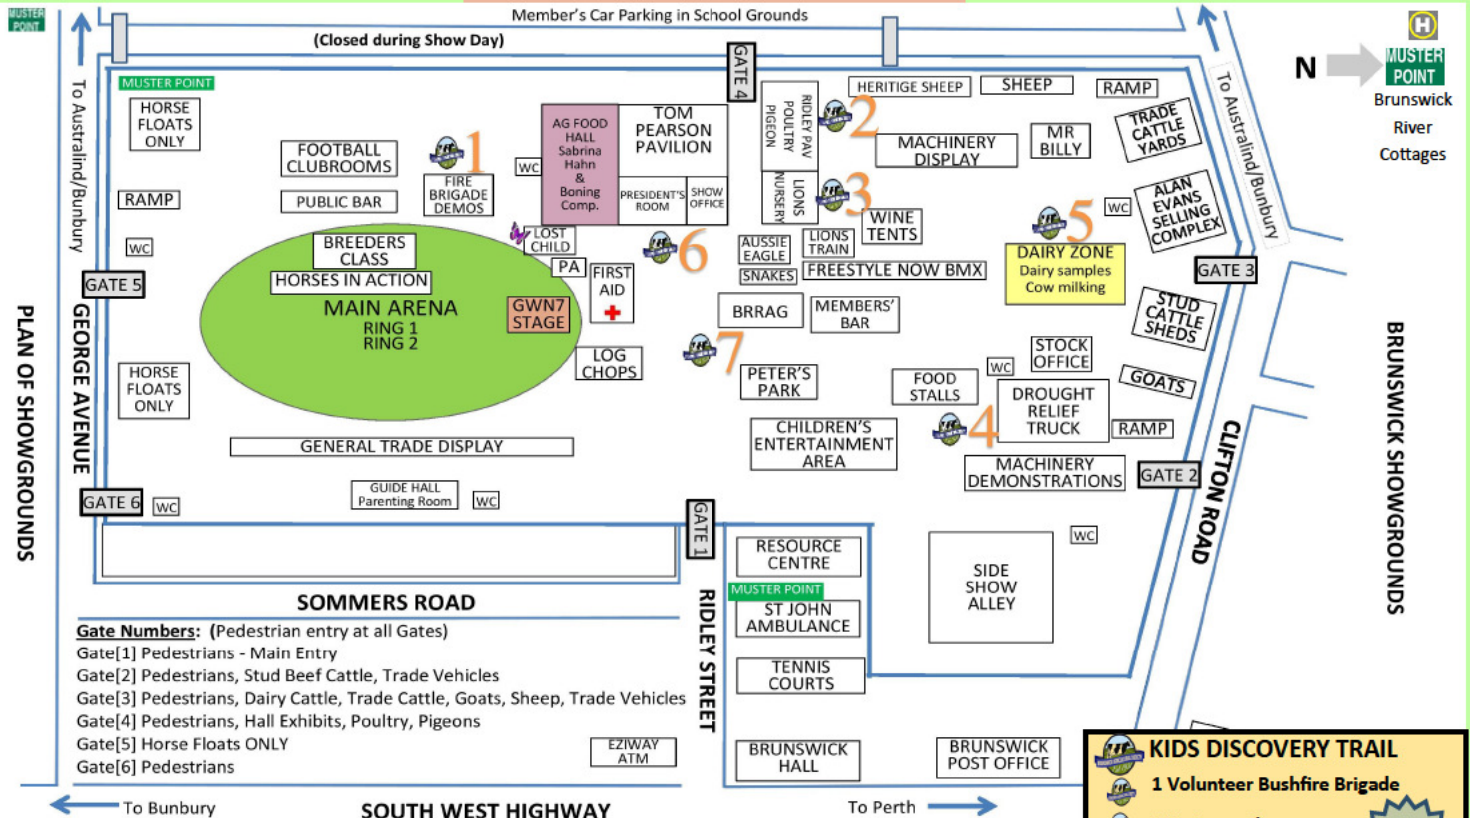 Member's Car Parking in School Grounds
(Closed during Show Day)
MUSTER
POINT
To Australind/Bunbury
MUSTER POINT
HORSE
FLOATS
ONLY
RAMP
WC
GATE 5
HORSE
FLOATS
ONLY
GATE 6
WC
PLAN OF SHOWGROUNDS
GEORGE AVENUE
FOOTBALL
CLUBROOMS
PUBLIC BAR
1
FIRE
BRIGADE
DEMOS
WC
AG FOOD
HALL
Sabrina
Hahn
&
Boning
Comp.
TOM
PEARSON
PAVILION
PRESIDENT'S
ROOM
SHOW
OFFICE
GATE 4
RIDLEY PAV
POULTRY
PIGEON
2
LIONS
NURSERY
3
HERITIGE SHEEP
SHEEP
RAMP
MACHINERY
DISPLAY
MR
BILLY
TRADE
CATTLE
YARDS
To Australind/Bunbury
N
H
MUSTER
POINT
Brunswick
River
Cottages
BREEDERS
CLASS
HORSES IN ACTION
MAIN ARENA
RING 1
RING 2
LOST
CHILD
PA
GWN7
STAGE
FIRST
AID
LOG
CHOPS
6
AUSSIE
EAGLE
SNAKES
LIONS
TRAIN
WINE
TENTS
FREESTYLE NOW BMX
BRRAG
MEMBERS'
BAR
5
WC
DAIRY ZONE
Dairy samples
Cow milking
ALAN
EVANS
SELLING
COMPLEX
GATE 3
STUD
CATTLE
SHEDS
GOATS
7
PETER'S
PARK
FOOD
STALLS
WC
STOCK
OFFICE
DROUGHT
RELIEF
TRUCK
4
RAMP
CHILDREN'S
ENTERTAINMENT
AREA
MACHINERY
DEMONSTRATIONS
GATE 2
CLIFTON ROAD
BRUNSWICK SHOWGROUNDS
GENERAL TRADE DISPLAY
GUIDE HALL
Parenting Room
WC
GATE 1
WC
SIDE
SHOW
ALLEY
RESOURCE
CENTRE
MUSTER POINT
ST JOHN
AMBULANCE
TENNIS
COURTS
RIDLEY STREET
SOMMERS ROAD
Gate Numbers: (Pedestrian entry at all Gates)
Gate[1] Pedestrians - Main Entry
Gate[2] Pedestrians, Stud Beef Cattle, Trade Vehicles
Gate[3] Pedestrians, Dairy Cattle, Trade Cattle, Goats, Sheep, Trade Vehicles
Gate[4] Pedestrians, Hall Exhibits, Poultry, Pigeons
Gate[5] Horse Floats ONLY
Gate[6] Pedestrians
EZIWAY
ATM
BRUNSWICK
HALL
BRUNSWICK
POST OFFICE
To Bunbury
SOUTH WEST HIGHWAY
To Perth
KIDS DISCOVERY TRAIL
1 Volunteer Bushfire Brigade